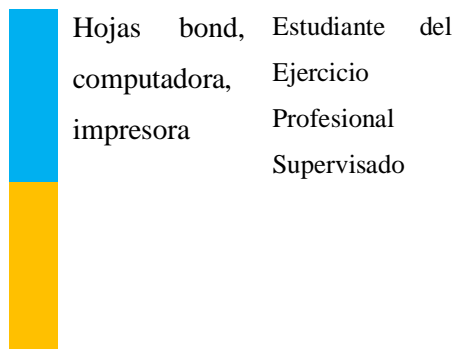 Hojas bond,
computadora,
impresora
Estudiante del
Ejercicio
Profesional
Supervisado